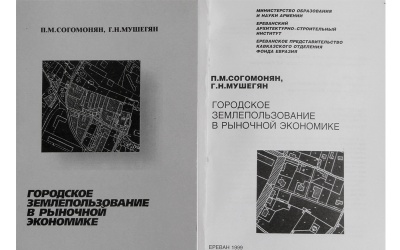 П.М.СОГОМОНЯН, Г.Н.МУШЕГЯН
ГОРОДСКОЕ
ЗЕМЛЕПОЛЬЗОВАНИЕ
В РЫНОЧНОЙ
ЭКОНОМИКЕ
МИНИСТЕРСТВО ОБРАЗОВАНИЯ
И НАУКИ АРМЕНИИ
ЕРЕВАНСКИЙ
АРХИТЕКТУРНО-СТРОИТЕЛЬНЫЙ
ИНСТИТУТ
ЕРЕВАНСКОЕ ПРЕДСТАВИТЕЛЬСТВО
КАВКАЗСКОГО ОТДЕЛЕНИЯ
ФОНДА ЕВРАЗИЯ
П.М.СОГОМОНЯН,
Г.Н.МУШЕГЯН
ГОРОДСКОЕ
ЗЕМЛЕПОЛЬЗОВАНИЕ
В РЫНОЧНОЙ ЭКОНОМИКЕ
ЕРЕВАН 1999